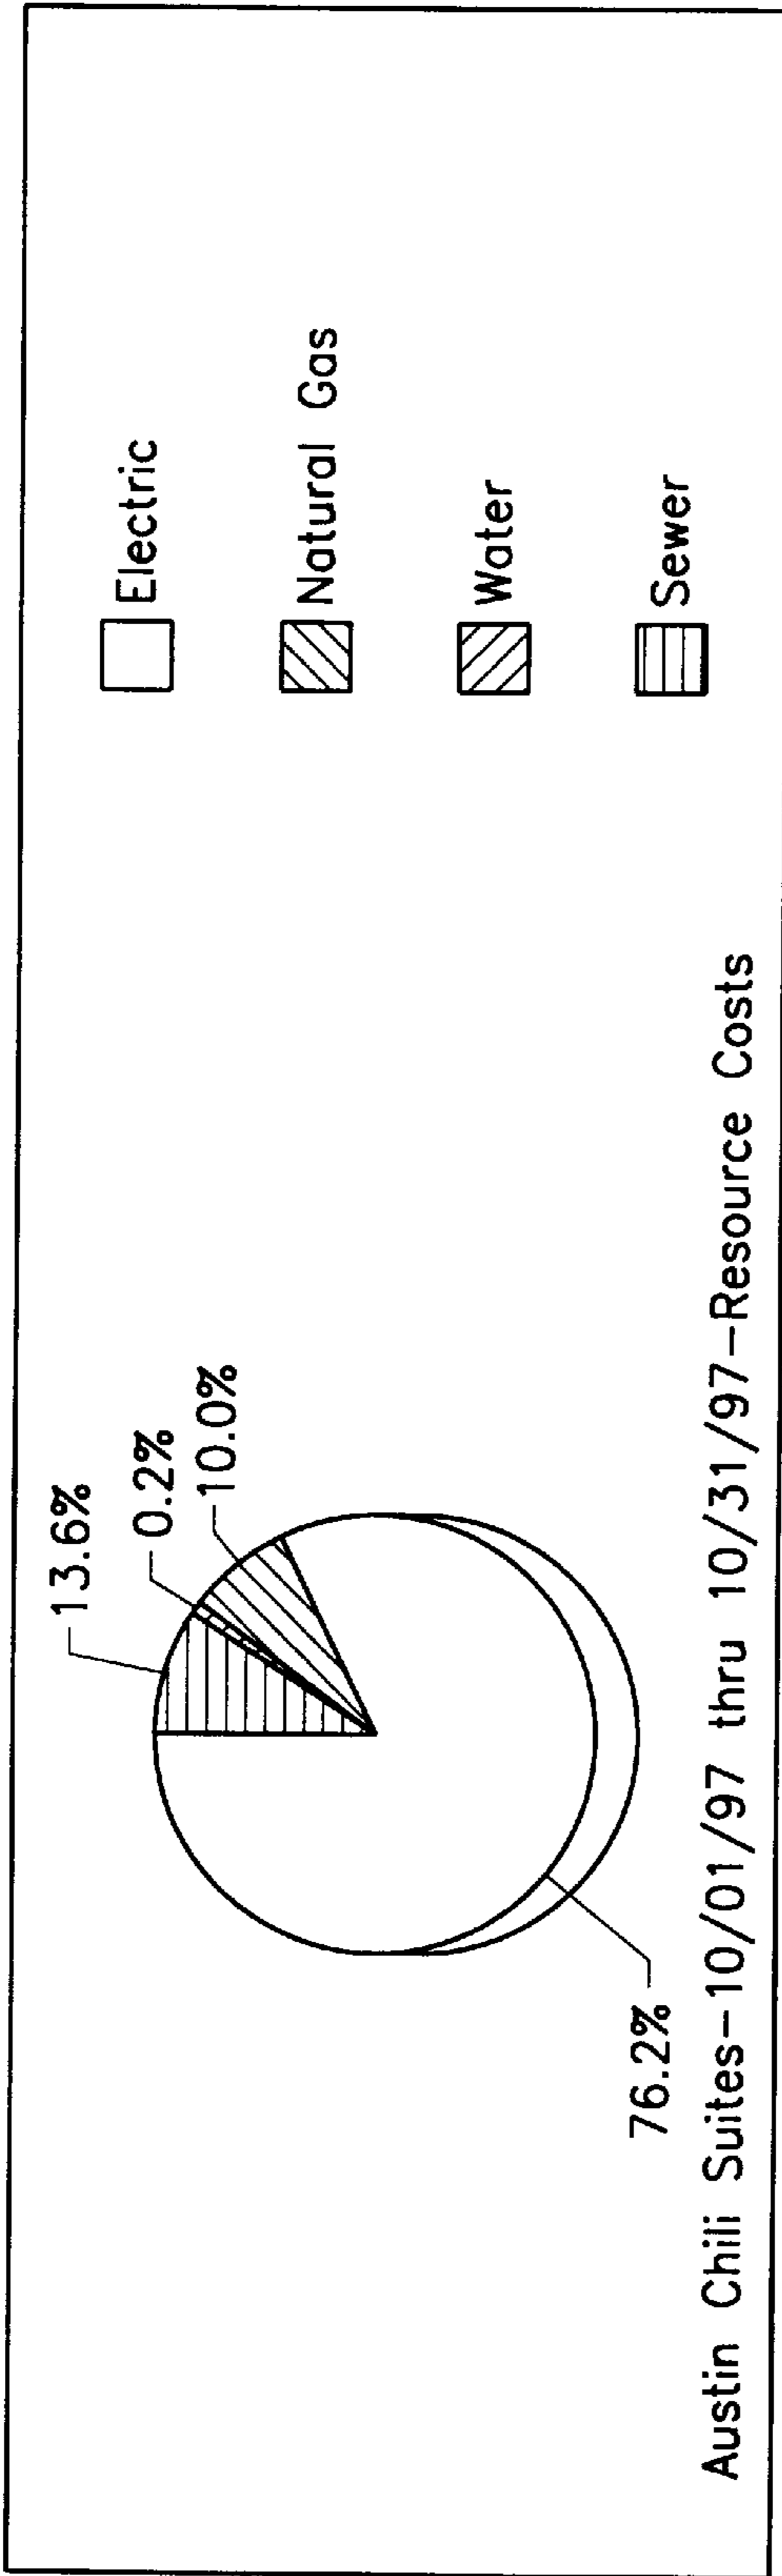 13.6%
0.2%
10.0%
76.2%
Electric
Natural Gas
Water
Sewer
Austin Chili Suites–10/01/97 thru 10/31/97–Resource Costs